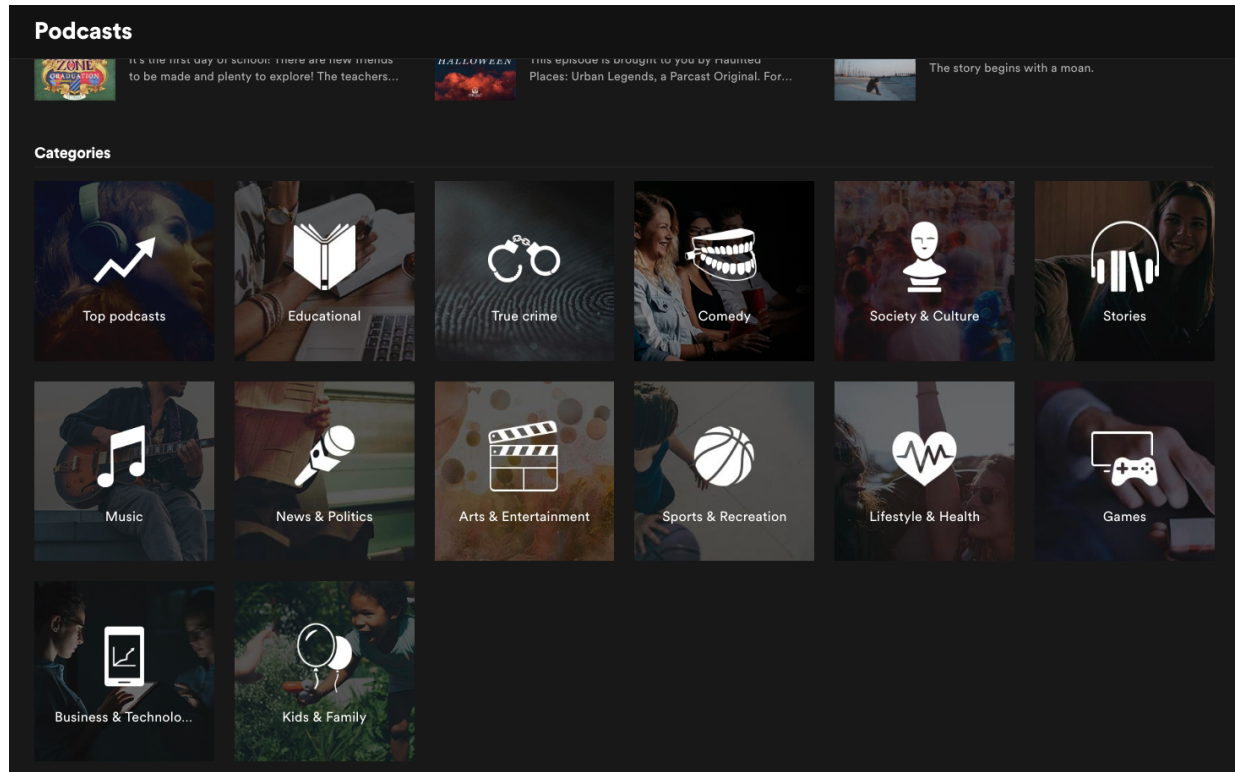 Podcasts
ZONE
GRADUATION
It's the first day of school! There are new friends
to be made and plenty to explore! The teachers...
HALLOWEEN
This episode is brought to you by Haunted
Places: Urban Legends, a Parcast Original. For...
The story begins with a moan.
Categories
Top podcasts
Educational
True crime
Comedy
Society & Culture
Stories
Music
News & Politics
Arts & Entertainment
Sports & Recreation
Lifestyle & Health
Games
Business & Technolo...
Kids & Family